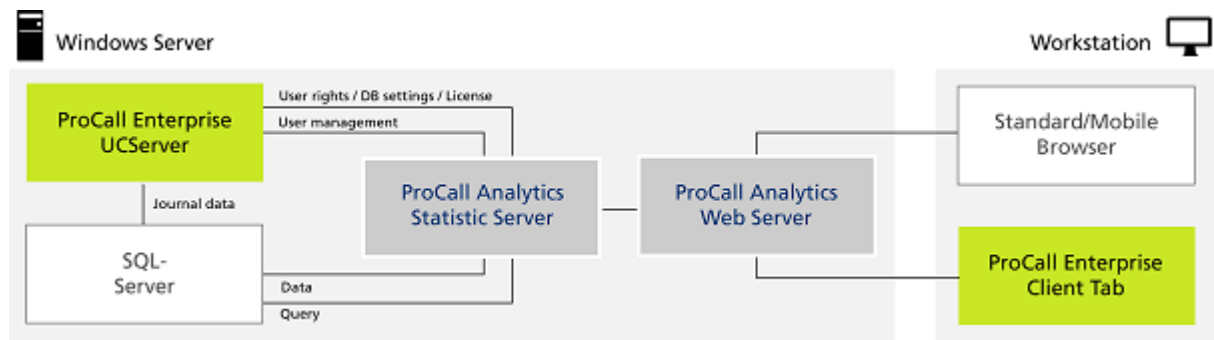 Windows Server
Workstation
User rights / DB settings / License
User management
ProCall Enterprise
UCServer
Journal data
SQL-
Server
Data
Query
ProCall Analytics
Statistic Server
ProCall Analytics
Web Server
Standard/Mobile
Browser
ProCall Enterprise
Client Tab